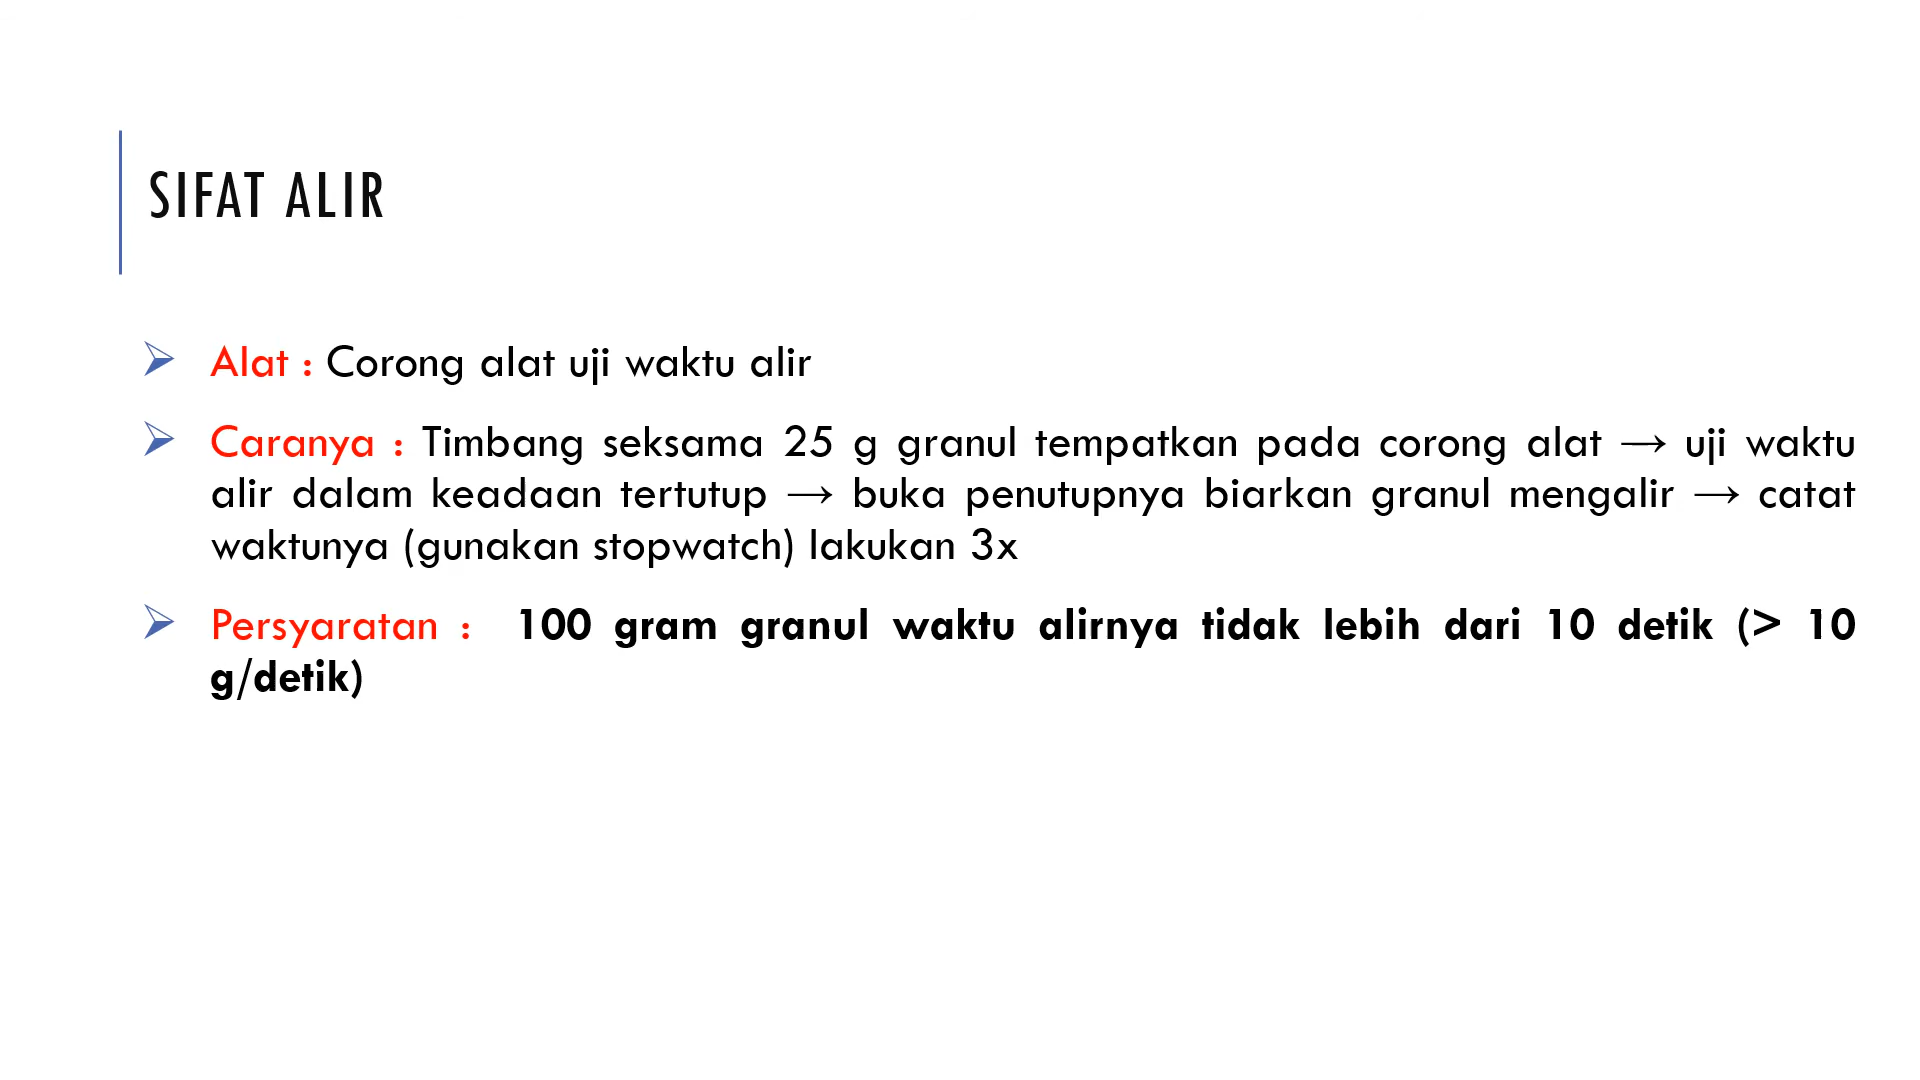 SIFAT ALIR
Alat : Corong alat uji waktu alir
Caranya : Timbang seksama 25 g granul tempatkan pada corong alat → uji waktu
alir dalam keadaan tertutup → buka penutupnya biarkan granul mengalir → catat
waktunya (gunakan stopwatch) lakukan 3x
Persyaratan : 100 gram granul waktu alirnya tidak lebih dari 10 detik (> 10
g/detik)